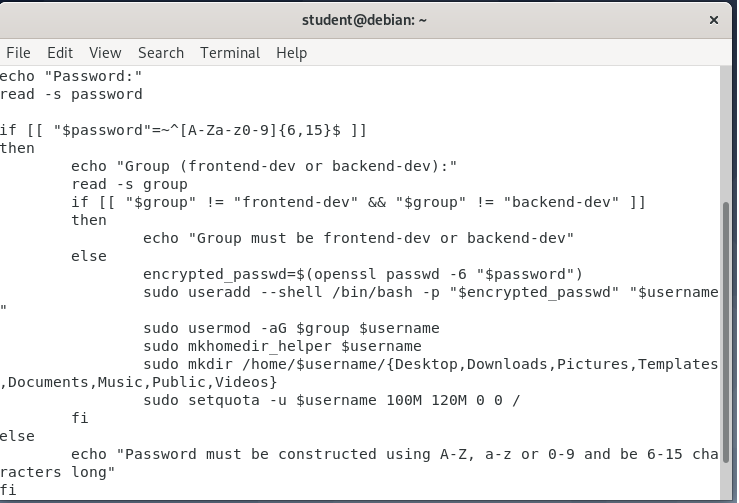 student@debian: ~
×
File Edit View Search Terminal Help
echo "Password:"
read -s password
if [[ "$password"=~^[A-Za-z0-9]{6,15}$ ]]
then
        echo "Group (frontend-dev or backend-dev):"
        read -s group
        if [[ "$group" != "frontend-dev" && "$group" != "backend-dev" ]]
        then
                echo "Group must be frontend-dev or backend-dev"
        else
                encrypted_passwd=$(openssl passwd -6 "$password")
                sudo useradd --shell /bin/bash -p "$encrypted_passwd" "$username
"
                sudo usermod -aG $group $username
                sudo mkhomedir_helper $username
                sudo mkdir /home/$username/{Desktop,Downloads,Pictures,Templates
,Documents,Music,Public,Videos}
                sudo setquota -u $username 100M 120M 0 0 /
        fi
else
        echo "Password must be constructed using A-Z, a-z or 0-9 and be 6-15 cha
racters long"
fi